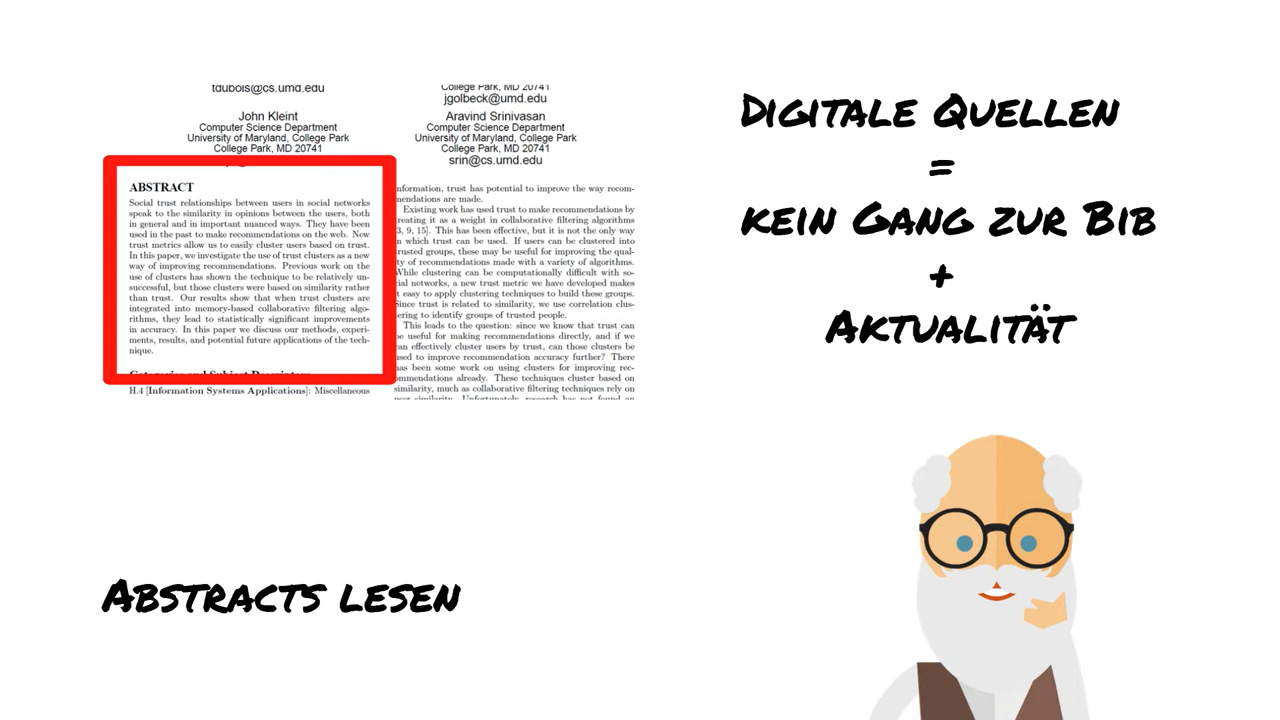 tdubois@cs.umd.edu
John Kleint
Computer Science Department
University of Maryland, College Park
College Park, MD 20741
College Park, MD 20741
jgolbeck@umd.edu
Aravind Srinivasan
Computer Science Department
University of Maryland, College Park
College Park, MD 20741
srin@cs.umd.edu
ABSTRACT
Social trust relationships between users in social networks
speak to the similarity in opinions between the users, both
in general and in important nuanced ways. They have been
used in the past to make recommendations on the web. New
trust metrics allow us to easily cluster users based on trust.
In this paper, we investigate the use of trust clusters as a new
way of improving recommendations. Previous work on the
use of clusters has shown the technique to be relatively un-
successful, but those clusters were based on similarity rather
than trust. Our results show that when trust clusters are
integrated into memory-based collaborative filtering algo-
rithms, they lead to statistically significant improvements
in accuracy. In this paper we discuss our methods, experi-
ments, results, and potential future applications of the tech-
nique.
Categories and Subject Descriptors
H.4 [Information Systems Applications]: Miscellaneous
information, trust has potential to improve the way recom-
mendations are made.
Existing work has used trust to make recommendations by
treating it as a weight in collaborative filtering algorithms
[3, 9, 15]. This has been effective, but it is not the only way
in which trust can be used. If users can be clustered into
trusted groups, these may be useful for improving the qual-
ity of recommendations made with a variety of algorithms.
While clustering can be computationally difficult with so-
cial networks, a new trust metric we have developed makes
it easy to apply clustering techniques to build these groups.
Since trust is related to similarity, we use correlation clus-
tering to identify groups of trusted people.
This leads to the question: since we know that trust can
be useful for making recommendations directly, and if we
can effectively cluster users by trust, can those clusters be
used to improve recommendation accuracy further? There
has been some work on using clusters for improving rec-
ommendations already. These techniques cluster based on
similarity, much as collaborative filtering techniques rely on
user similarity. Unfortunately, research has not found an
Digitale Quellen
=
kein Gang zur Bib
+
Aktualität
Abstracts lesen